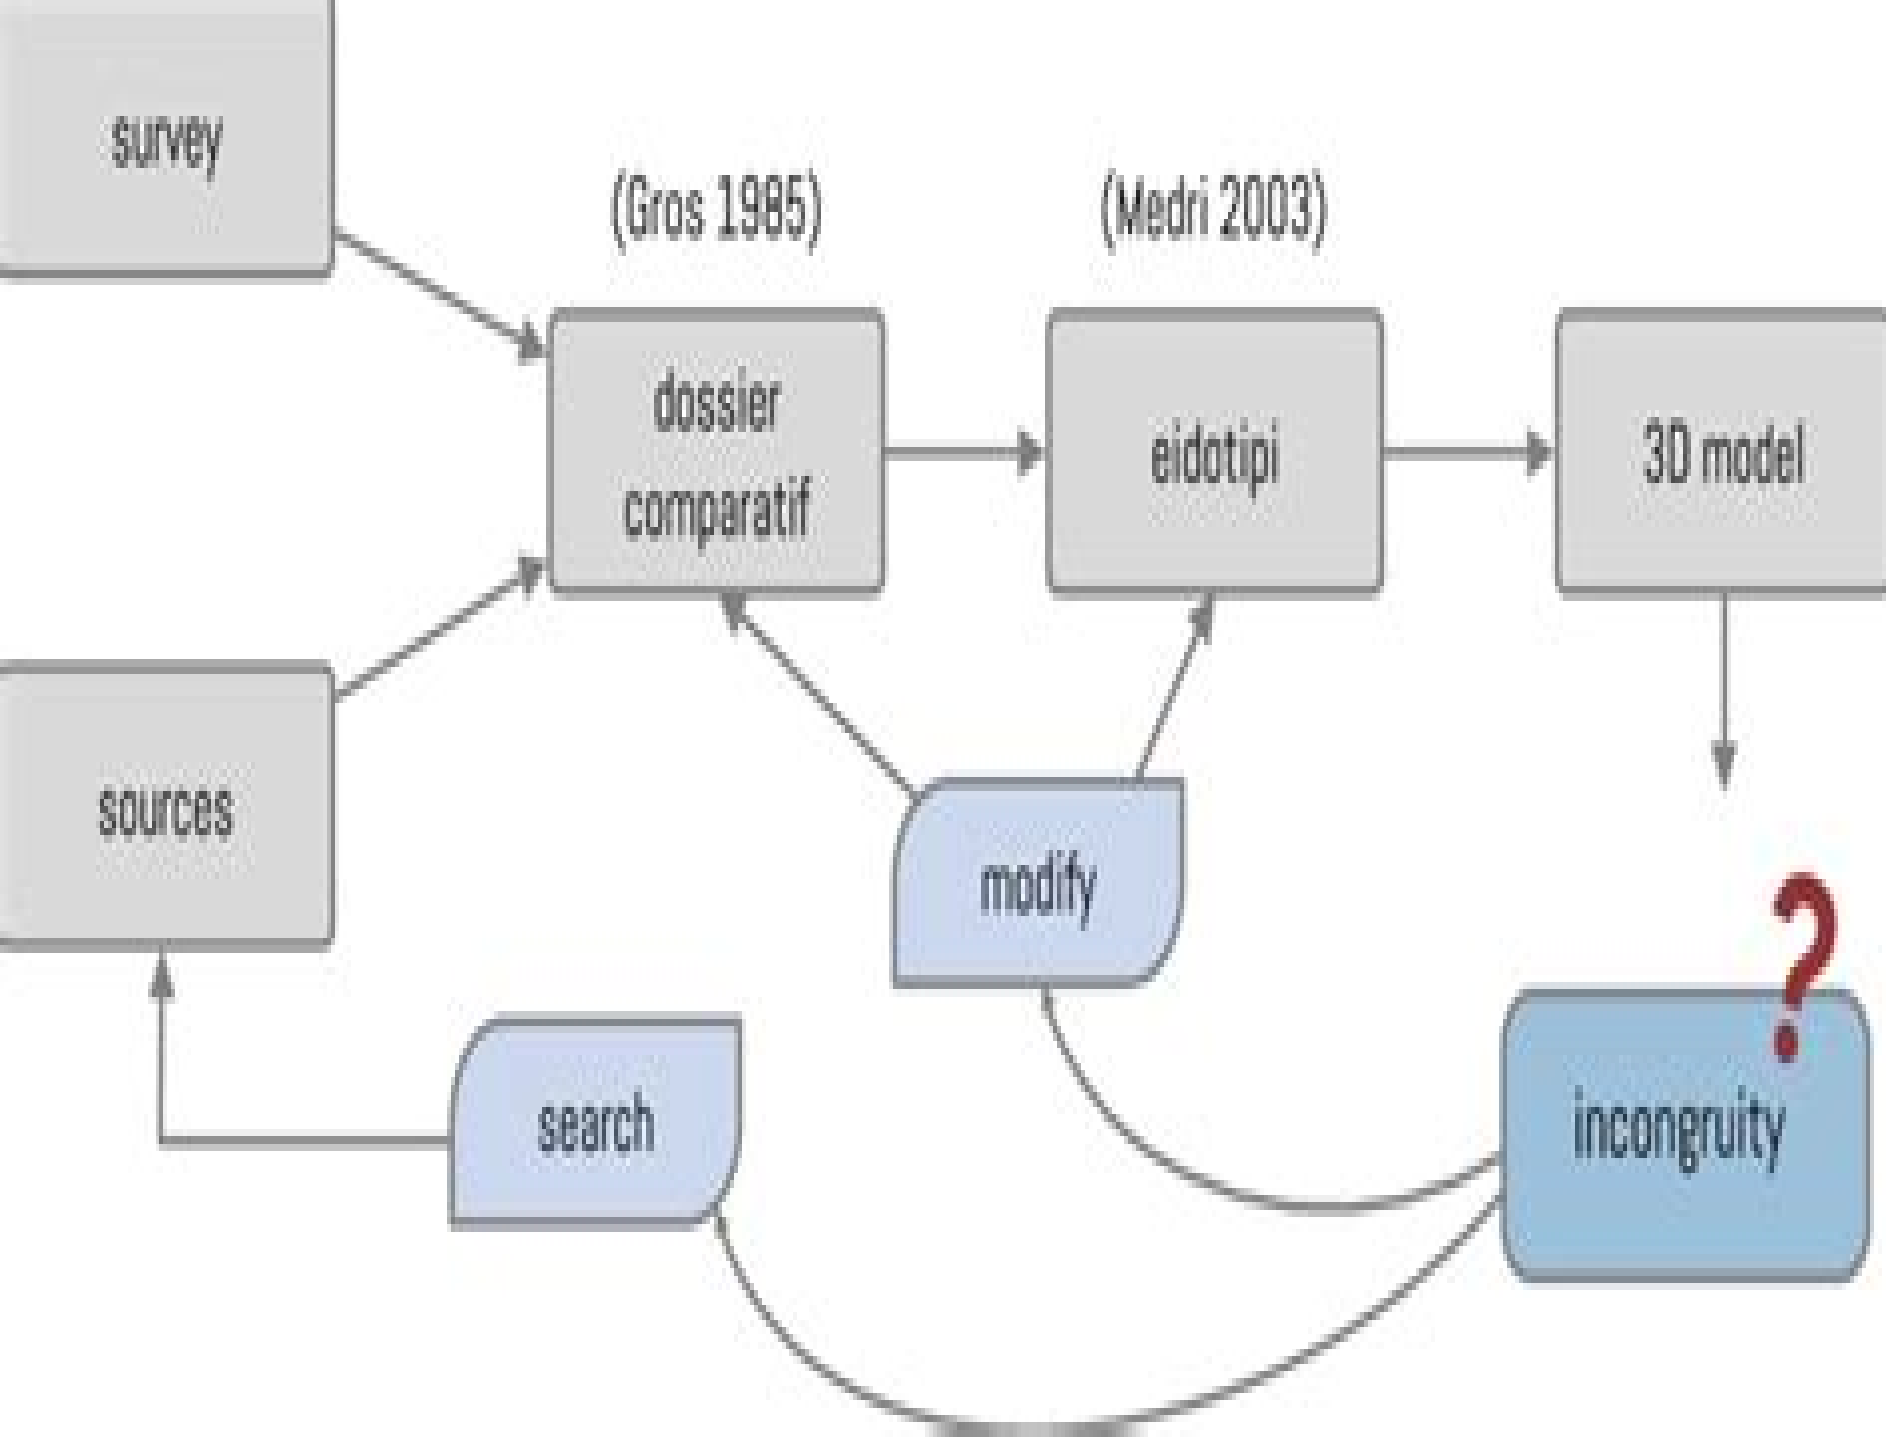 survey
(Gros 1985)
(Medri 2003)
dossier
comparatif
eidotipi
3D model
sources
modify
?
search
incongruity